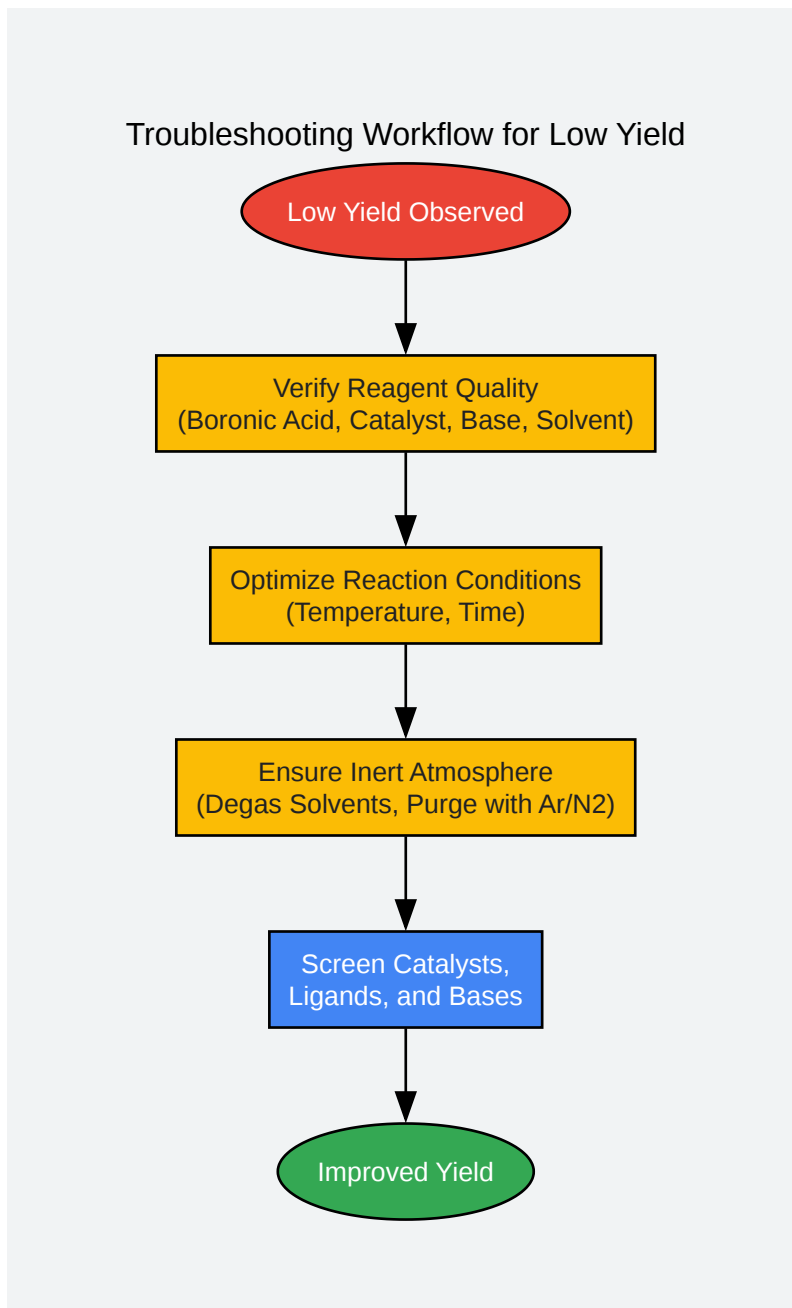 Troubleshooting Workflow for Low Yield
Low Yield Observed
Verify Reagent Quality
(Boronic Acid, Catalyst, Base, Solvent)
Optimize Reaction Conditions
(Temperature, Time)
Ensure Inert Atmosphere
(Degas Solvents, Purge with Ar/N2)
Screen Catalysts,
Ligands, and Bases
Improved Yield